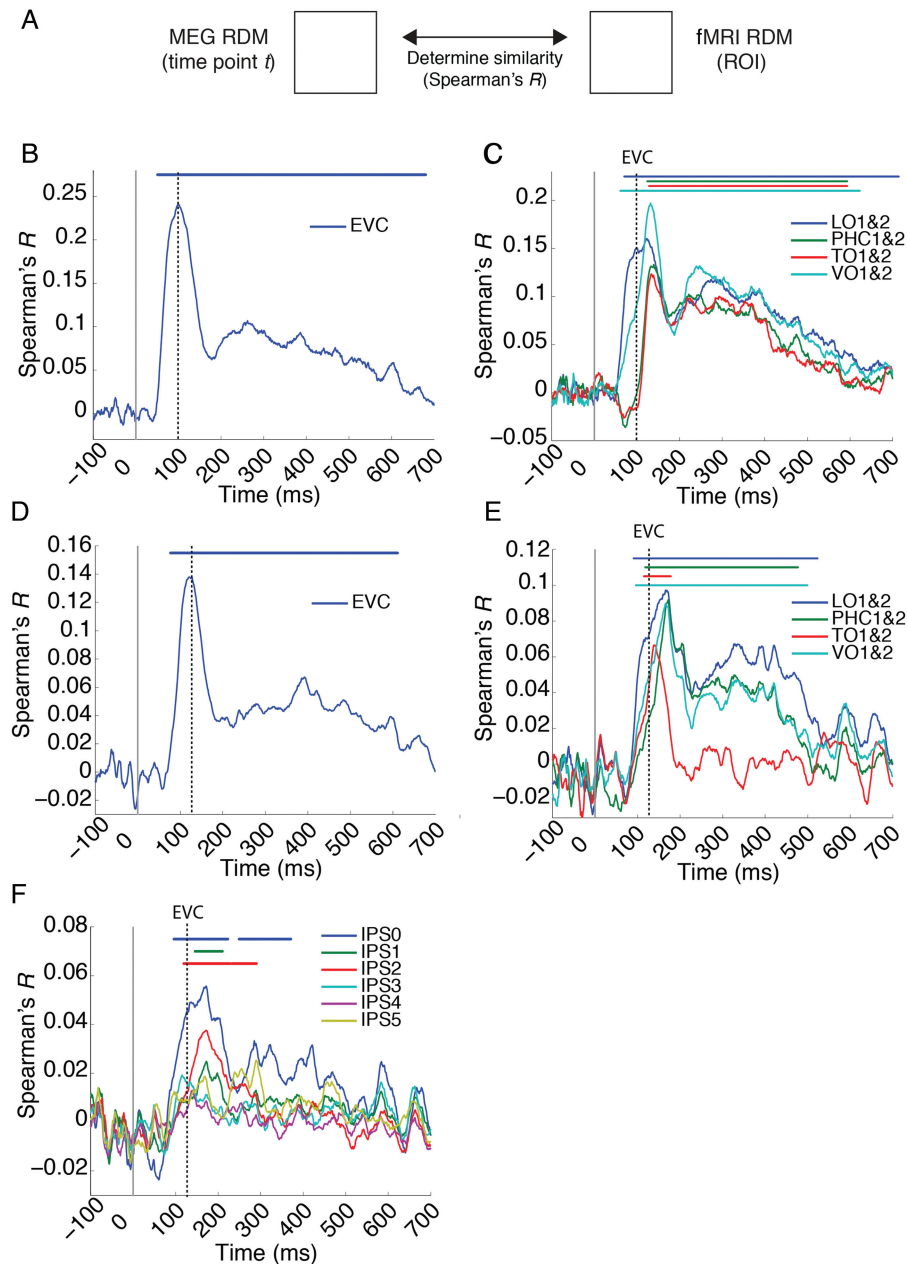 A
MEG RDM
(time point t)
Determine similarity
(Spearman's R)
fMRI RDM
(ROI)
B
0.25
0.2
0.15
0.1
0.05
0
Spearman's R
EVC
−100 0 100 200 300 400 500 600 700
Time (ms)
C
EVC
0.2
0.15
0.1
0.05
0
−0.05
Spearman's R
LO1&2
PHC1&2
TO1&2
VO1&2
−100 0 100 200 300 400 500 600 700
Time (ms)
D
0.16
0.14
0.12
0.1
0.08
0.06
0.04
0.02
0
−0.02
Spearman's R
EVC
−100 0 100 200 300 400 500 600 700
Time (ms)
E
EVC
0.12
0.1
0.08
0.06
0.04
0.02
0
−0.02
Spearman's R
LO1&2
PHC1&2
TO1&2
VO1&2
−100 0 100 200 300 400 500 600 700
Time (ms)
F
EVC
0.08
0.06
0.04
0.02
0
−0.02
Spearman's R
IPS0
IPS1
IPS2
IPS3
IPS4
IPS5
−100 0 100 200 300 400 500 600 700
Time (ms)